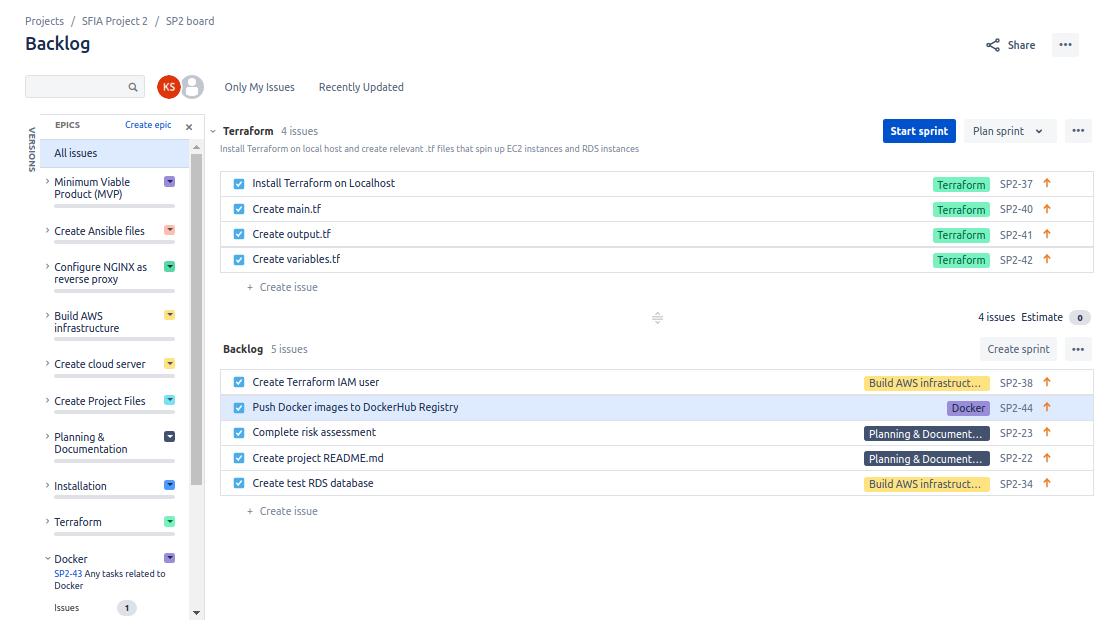 Projects / SFIA Project 2 / SP2 board
Backlog
Share
KS
Only My Issues
Recently Updated
VERSIONS
EPICS
Create epic
All issues
Minimum Viable
Product (MVP)
Create Ansible files
Configure NGINX as
reverse proxy
Build AWS
infrastructure
Create cloud server
Create Project Files
Planning &
Documentation
Installation
Terraform
Docker
SP2-43 Any tasks related to
Docker
Issues 1
Terraform 4 issues
Start sprint
Plan sprint
Install Terraform on local host and create relevant .tf files that spin up EC2 instances and RDS instances
Install Terraform on Localhost Terraform SP2-37
Create main.tf Terraform SP2-40
Create output.tf Terraform SP2-41
Create variables.tf Terraform SP2-42
+ Create issue
4 issues Estimate 0
Backlog 5 issues
Create sprint
Create Terraform IAM user Build AWS infrastruct... SP2-38
Push Docker images to DockerHub Registry Docker SP2-44
Complete risk assessment Planning & Document... SP2-23
Create project README.md Planning & Document... SP2-22
Create test RDS database Build AWS infrastruct... SP2-34
+ Create issue